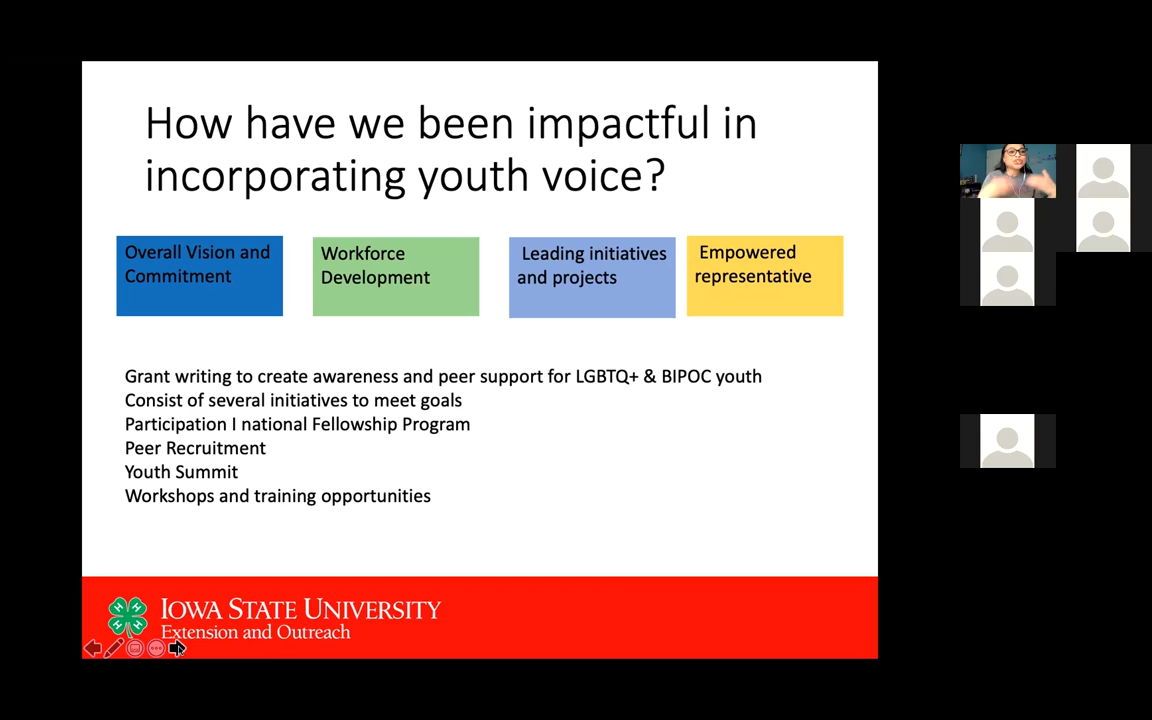 How have we been impactful in
incorporating youth voice?
Overall Vision and
Commitment
Workforce
Development
Leading initiatives
and projects
Empowered
representative
Grant writing to create awareness and peer support for LGBTQ+ & BIPOC youth
Consist of several initiatives to meet goals
Participation I national Fellowship Program
Peer Recruitment
Youth Summit
Workshops and training opportunities
H H
H H
IOWA STATE UNIVERSITY
Extension and Outreach